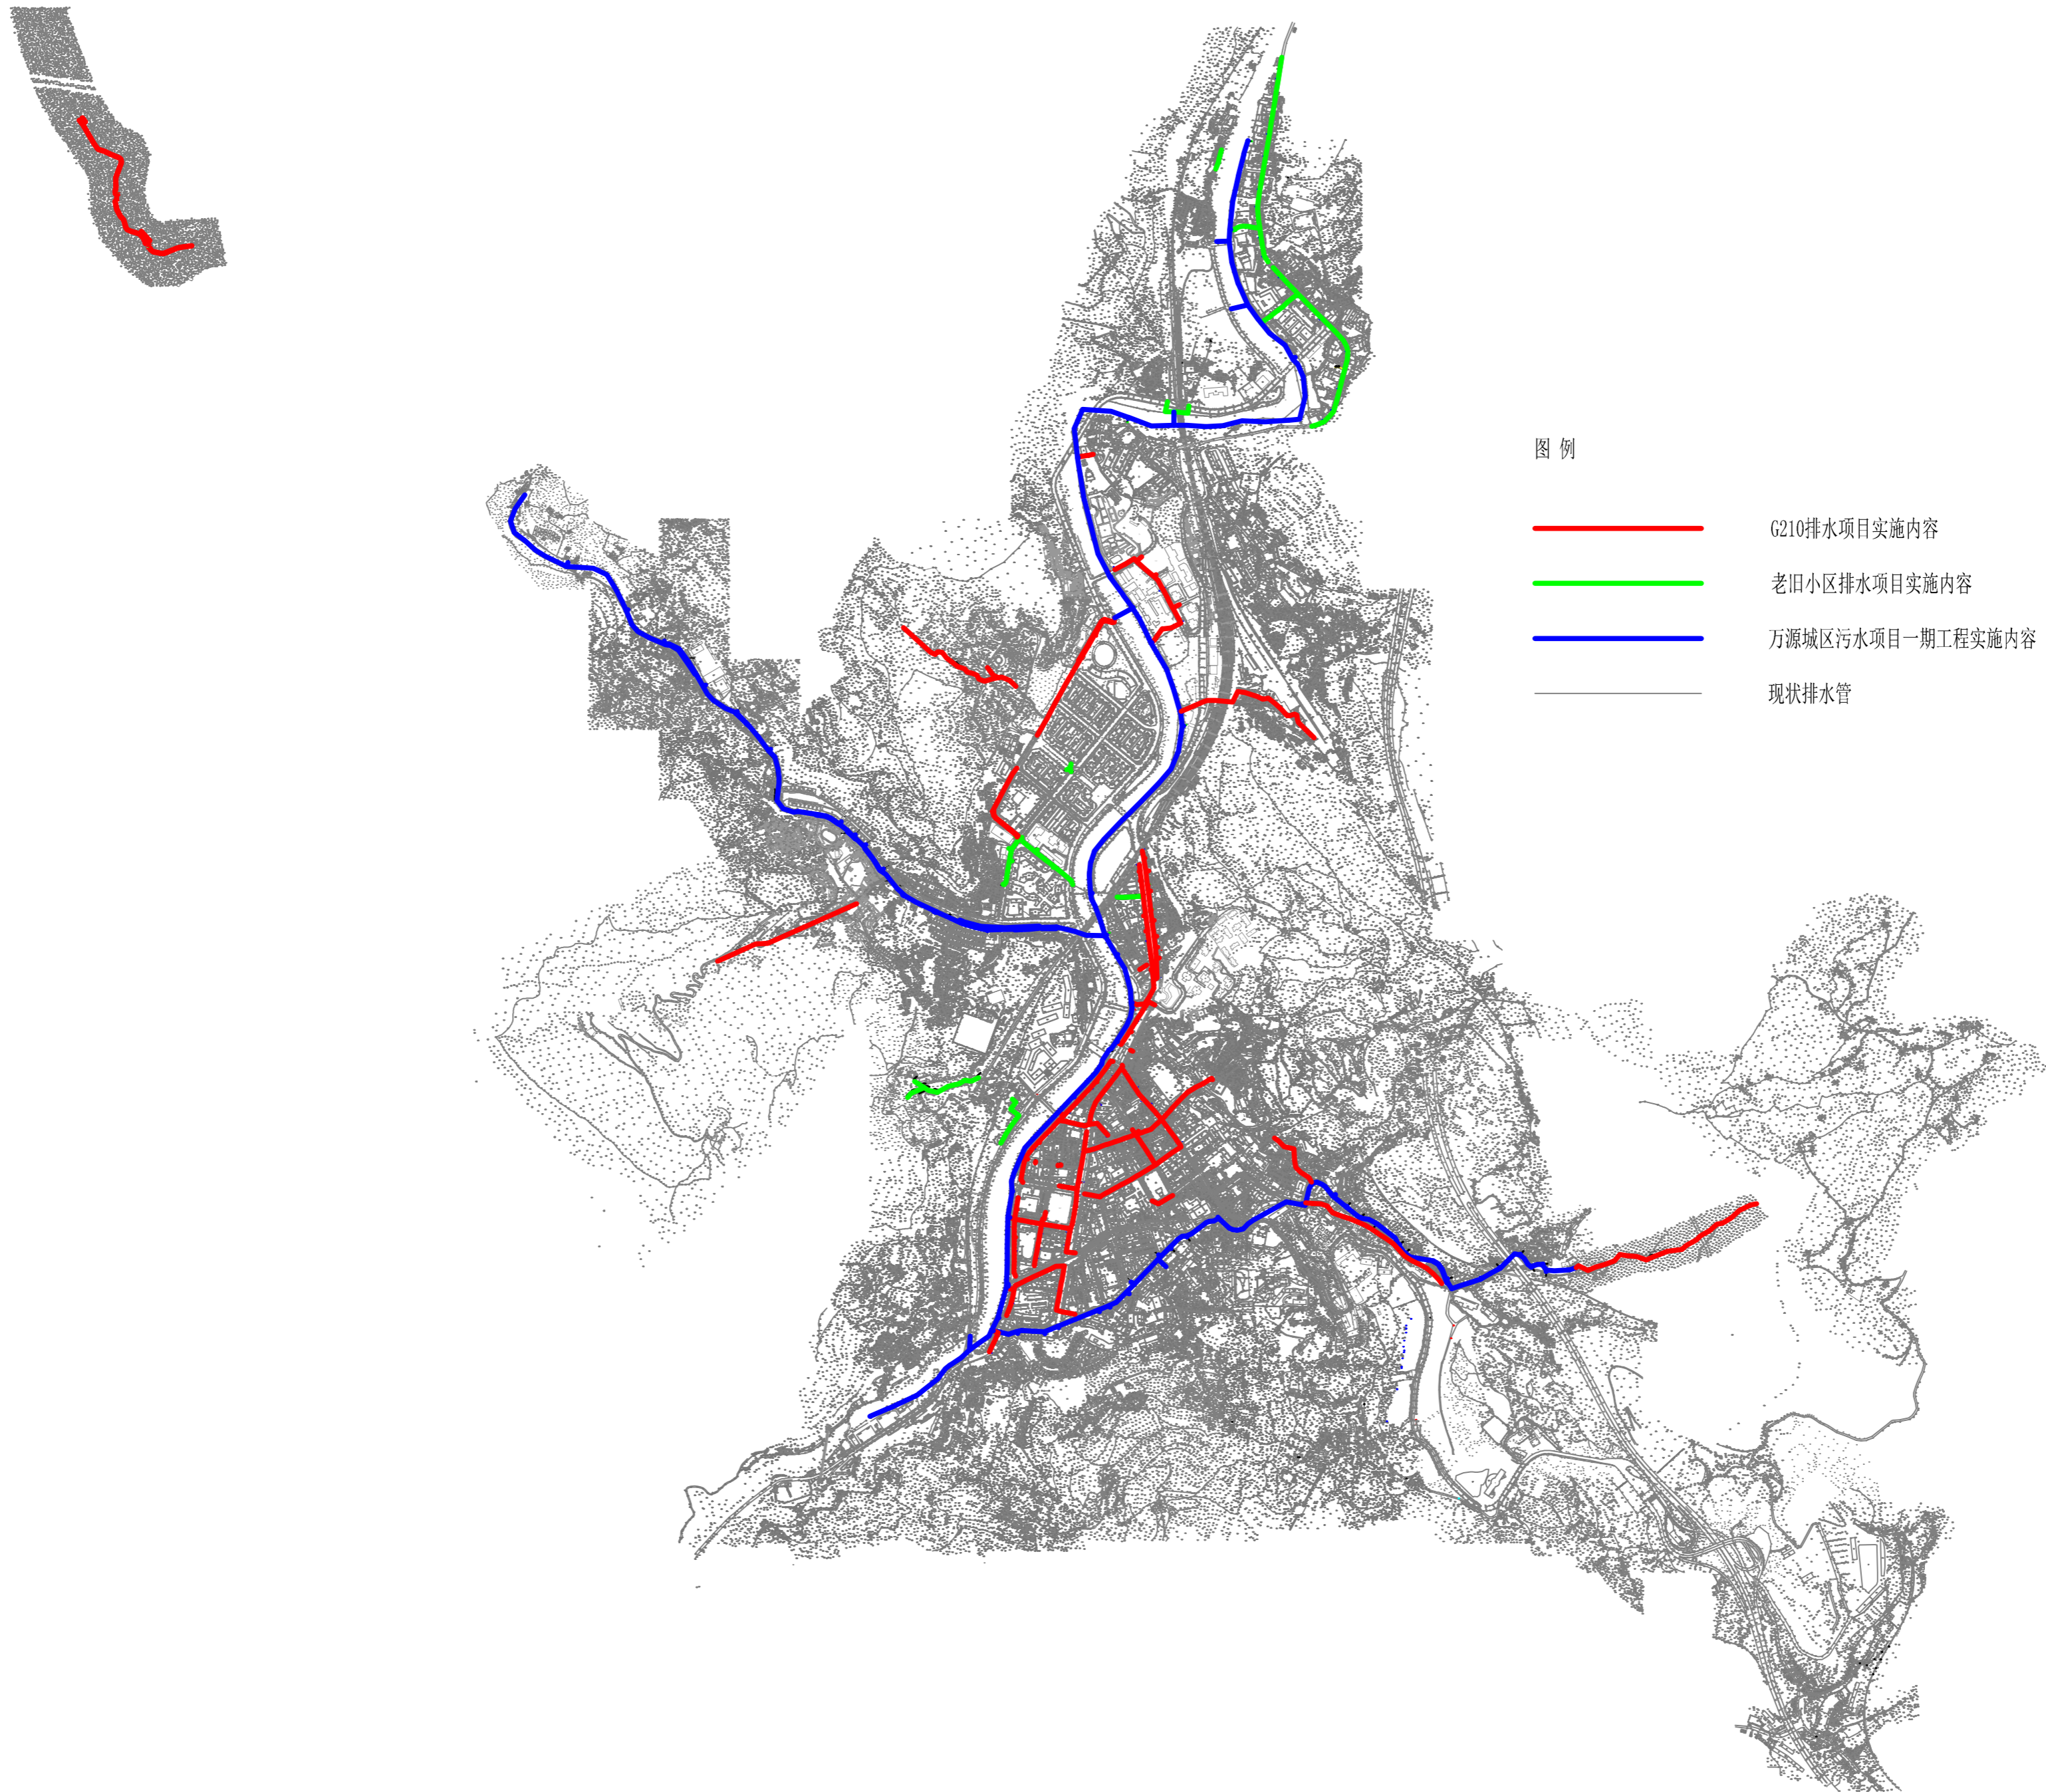 图 例
G210排水项目实施内容
老旧小区排水项目实施内容
万源城区污水项目一期工程实施内容
现状排水管